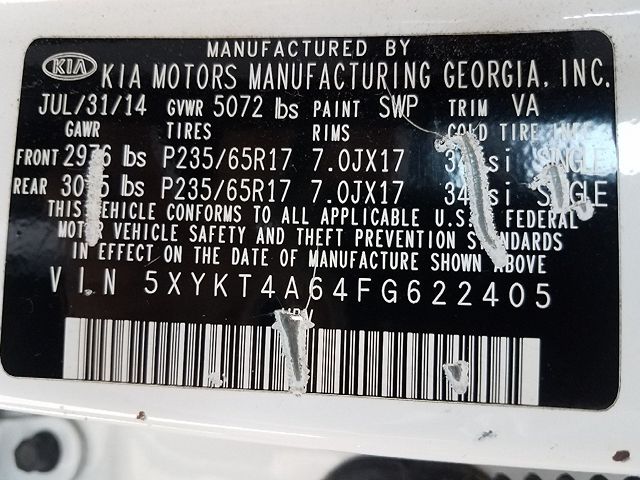 MANUFACTURED BY
KIA KIA MOTORS MANUFACTURING GEORGIA, INC.
JUL/31/14 GVWR 5072 lbs PAINT SWP TRIM VA
GAWR TIRES RIMS COLD TIRE
FRONT lbs P235/65R17 7.0JX17 SINGLE
REAR lbs P235/65R17 7.0JX17 SINGLE
THIS VEHICLE CONFORMS TO ALL APPLICABLE U.S. FEDERAL
MOTOR VEHICLE SAFETY AND THEFT PREVENTION STANDARDS
IN EFFECT ON THE DATE OF MANUFACTURE SHOWN ABOVE
VIN 5XYKT4A64FG622405
MPV